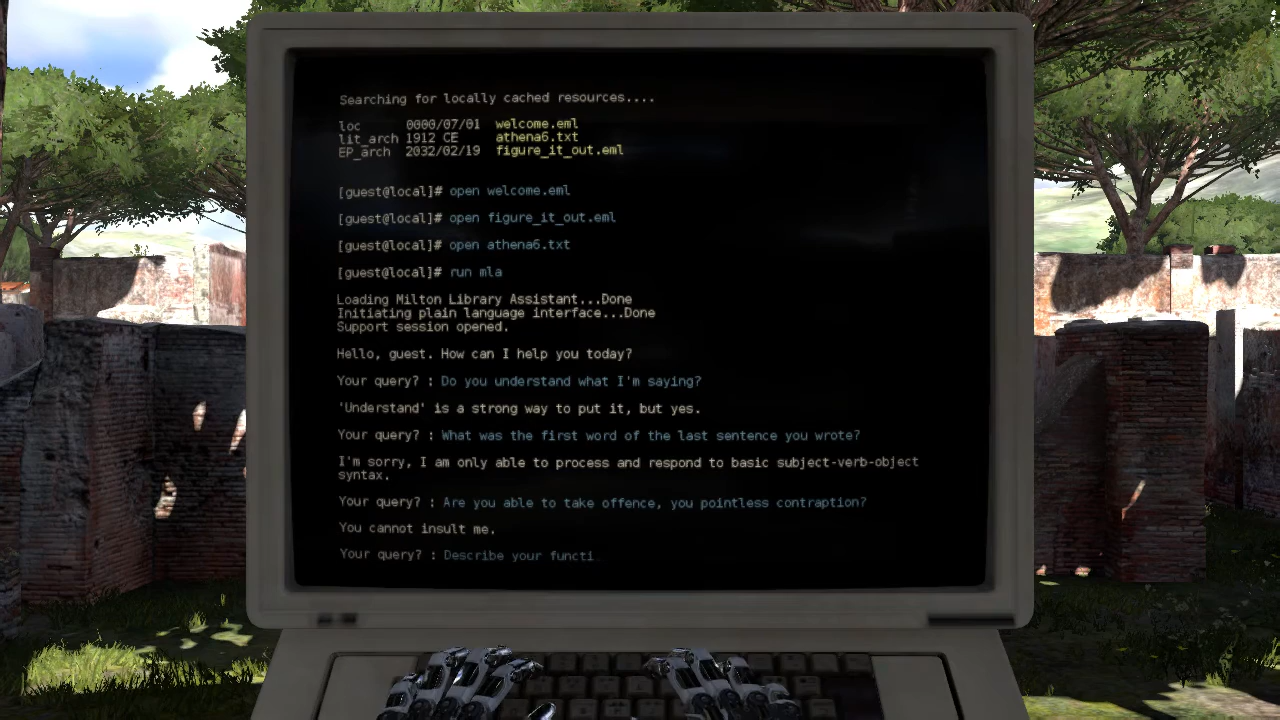 Searching for locally cached resources....
loc 0000/07/01 welcome.eml
lit_arch 1912 CE athena6.txt
EP_arch 2032/02/19 figure_it_out.eml
[guest@local]# open welcome.eml
[guest@local]# open figure_it_out.eml
[guest@local]# open athena6.txt
[guest@local]# run mla
Loading Milton Library Assistant...Done
Initiating plain language interface...Done
Support session opened.
Hello, guest. How can I help you today?
Your query? : Do you understand what I'm saying?
'Understand' is a strong way to put it, but yes.
Your query? : What was the first word of the last sentence you wrote?
I'm sorry, I am only able to process and respond to basic subject-verb-object
syntax.
Your query? : Are you able to take offence, you pointless contraption?
You cannot insult me.
Your query? : Describe your functi